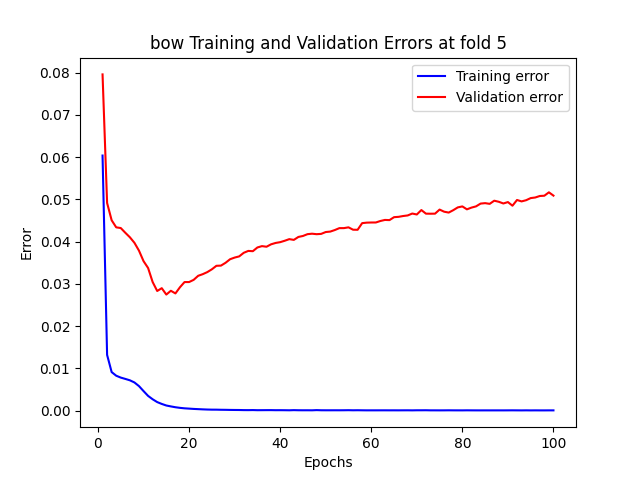 bow Training and Validation Errors at fold 5
Training error
Validation error
0.08
0.07
0.06
0.05
0.04
0.03
0.02
0.01
0.00
Error
0 20 40 60 80 100
Epochs